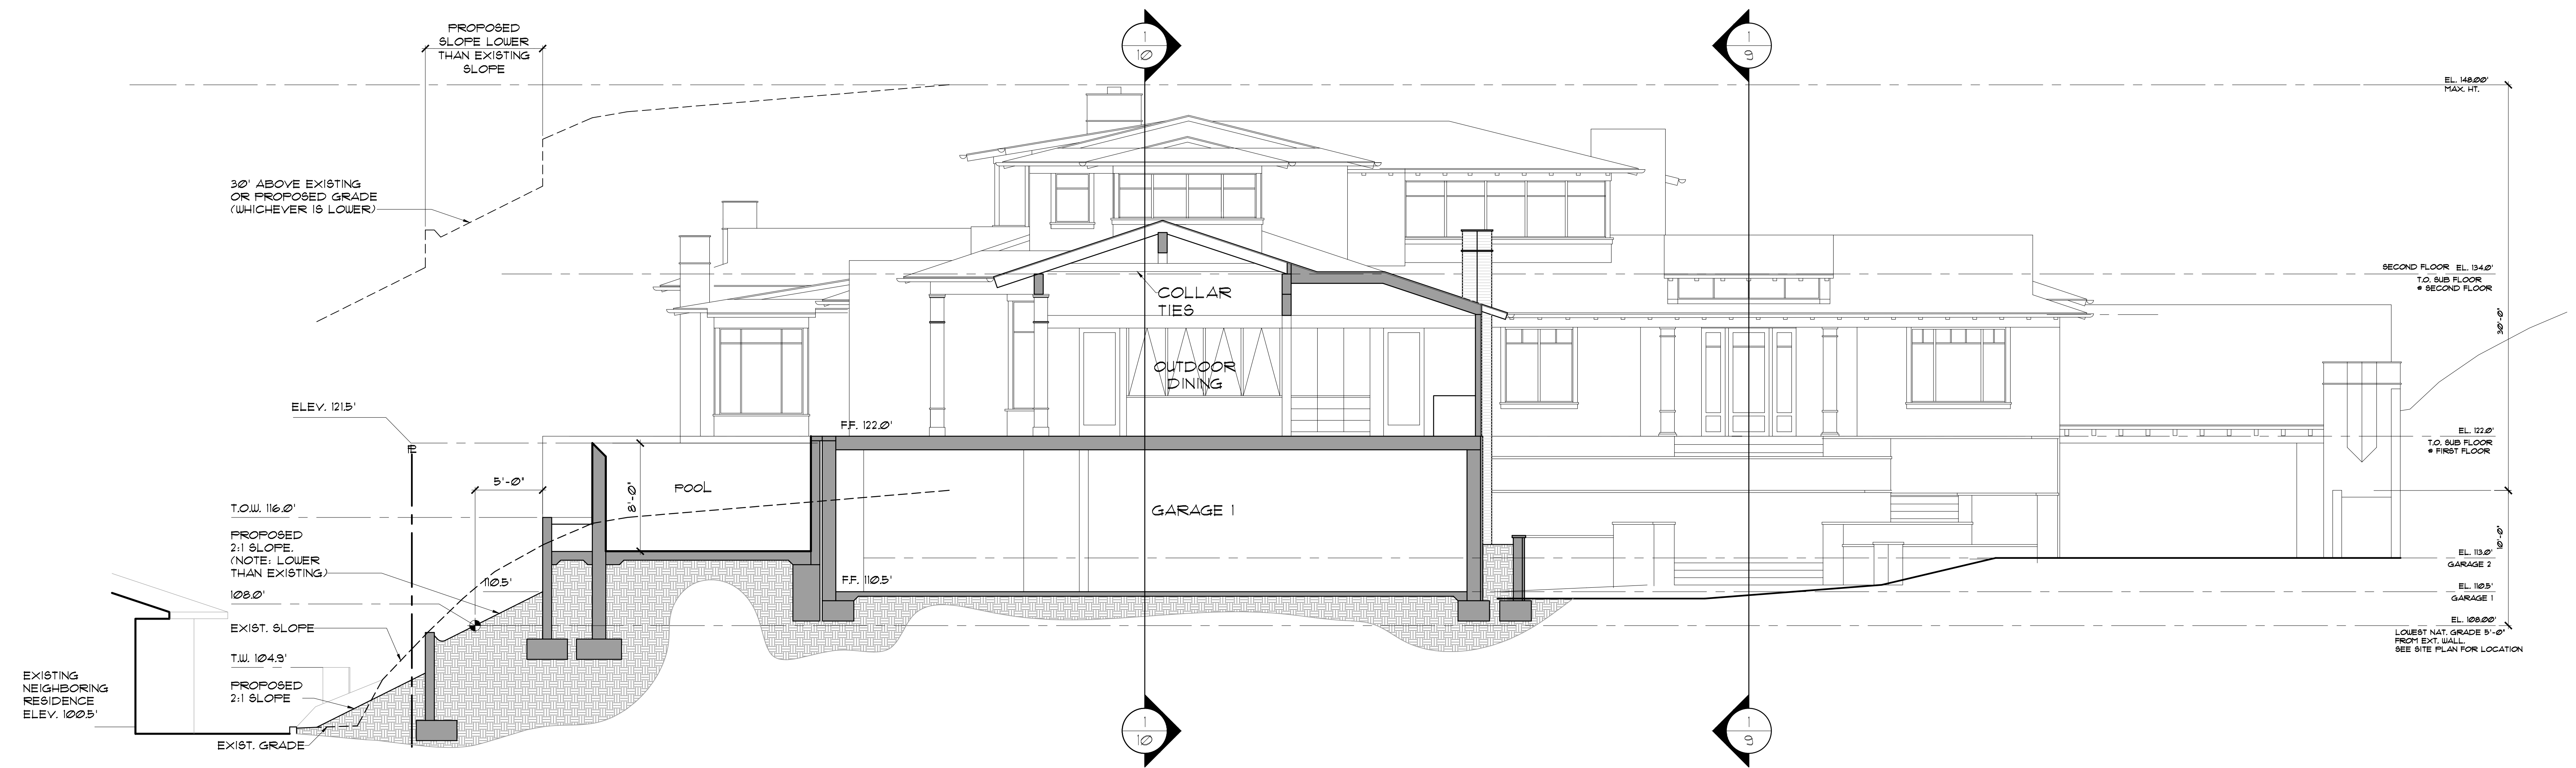 PROPOSED
SLOPE LOWER
THAN EXISTING
SLOPE
1
10
1
9
EL. 148.00'
MAX. HT.
30' ABOVE EXISTING
OR PROPOSED GRADE
(WHICHEVER IS LOWER)
SECOND FLOOR EL. 134.0'
T.O. SUB FLOOR
@ SECOND FLOOR
COLLAR
TIES
30'-0"
OUTDOOR
DINING
ELEV. 121.5'
F.F. 122.0'
EL. 122.0'
T.O. SUB FLOOR
@ FIRST FLOOR
PL
5'-0"
8'-0"
POOL
T.O.W. 116.0'
GARAGE 1
PROPOSED
2:1 SLOPE.
(NOTE: LOWER
THAN EXISTING)
10'-0"
EL. 113.0'
GARAGE 2
110.5'
F.F. 110.5'
EL. 110.5'
GARAGE 1
108.0'
EL. 108.00'
LOWEST NAT. GRADE 5'-0"
FROM EXT. WALL.
SEE SITE PLAN FOR LOCATION
EXIST. SLOPE
T.W. 104.9'
EXISTING
NEIGHBORING
RESIDENCE
ELEV. 100.5'
PROPOSED
2:1 SLOPE
EXIST. GRADE
1
10
1
9